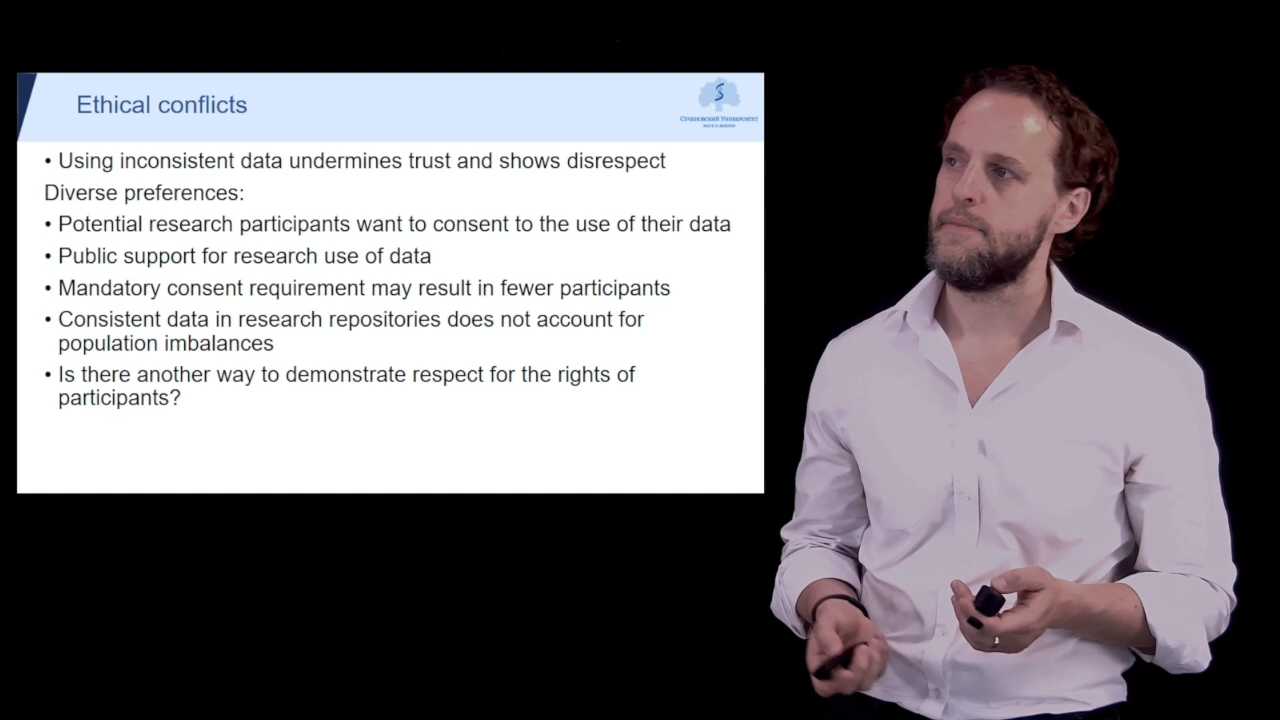 Ethical conflicts
Сеченовский Университет
• Using inconsistent data undermines trust and shows disrespect
Diverse preferences:
• Potential research participants want to consent to the use of their data
• Public support for research use of data
• Mandatory consent requirement may result in fewer participants
• Consistent data in research repositories does not account for
population imbalances
• Is there another way to demonstrate respect for the rights of
participants?